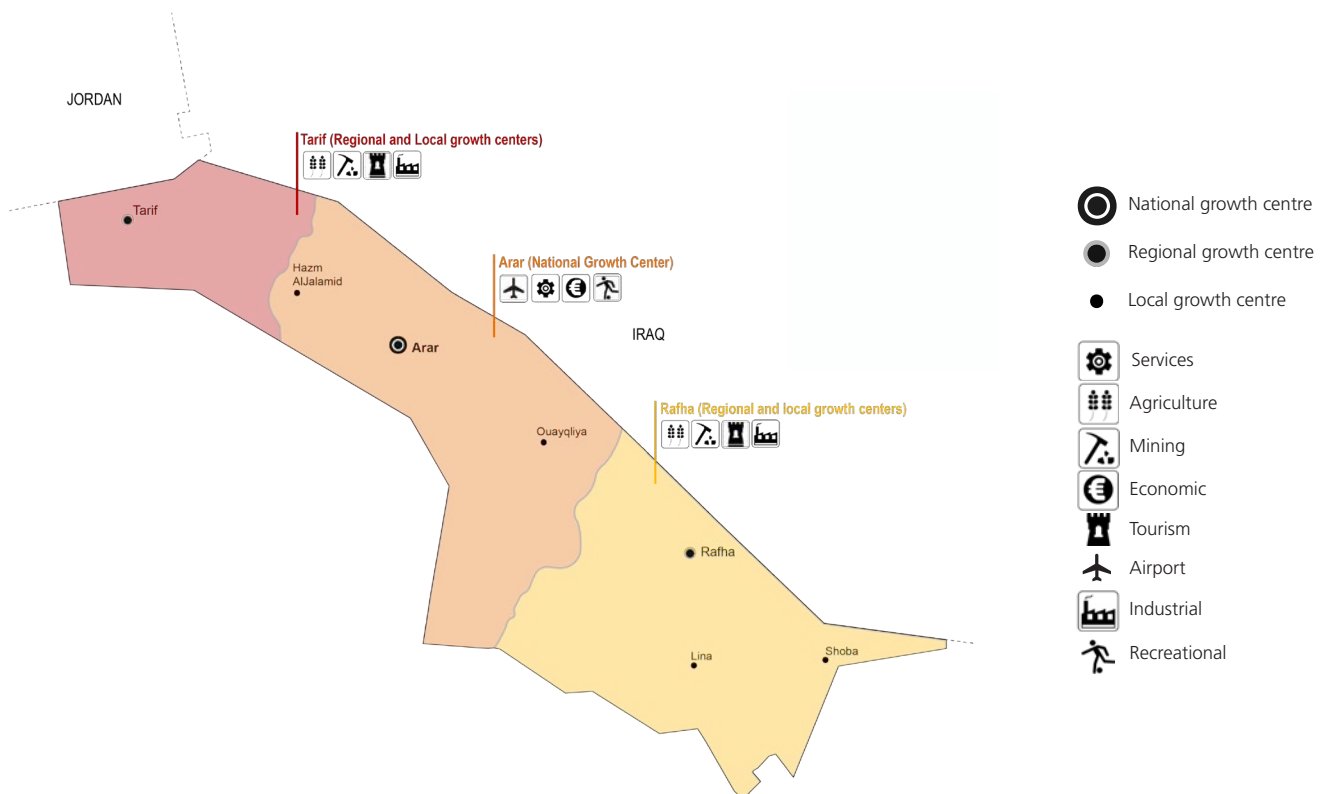 JORDAN
Tarif (Regional and Local growth centers)
Tarif
Hazm
AlJalamid
Arar (National Growth Center)
Arar
IRAQ
Rafha (Regional and local growth centers)
Ouayqliya
Rafha
Lina
Shoba
National growth centre
Regional growth centre
Local growth centre
Services
Agriculture
Mining
Economic
Tourism
Airport
Industrial
Recreational